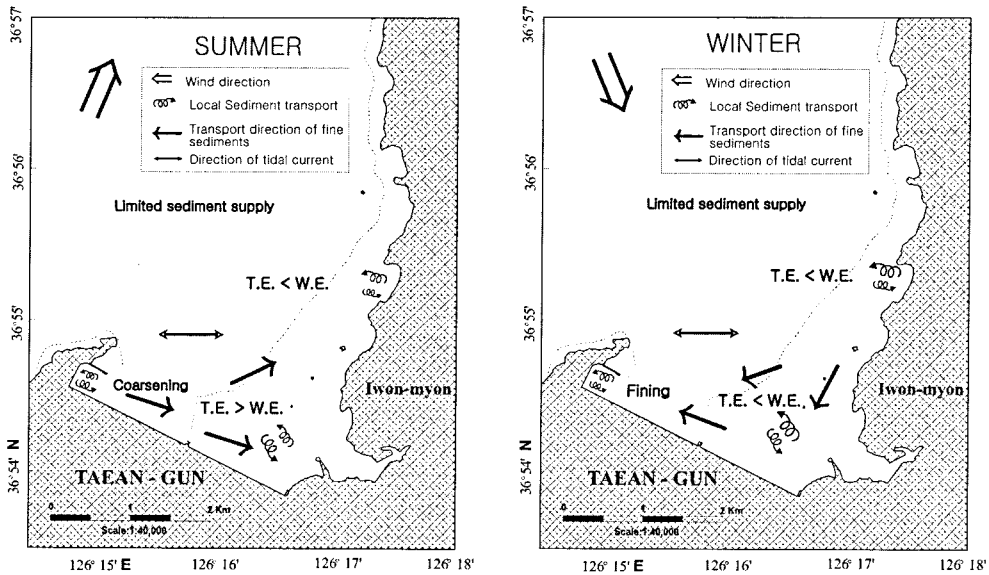 SUMMER
Wind direction
Local Sediment transport
Transport direction of fine
sediments
Direction of tidal current
Limited sediment supply
T.E. < W.E.
Coarsening
T.E. > W.E.
Iwon-myon
TAEAN - GUN
0 1 2 Km
Scale:1:40,000
36° 57'
36° 56'
36° 55'
36° 54' N
126° 15' E
126° 16'
126° 17'
126° 18'
WINTER
Wind direction
Local Sediment transport
Transport direction of fine
sediments
Direction of tidal current
Limited sediment supply
T.E. < W.E.
Fining
T.E. < W.E.
Iwon-myon
TAEAN - GUN
0 1 2 Km
Scale:1:40,000
36° 57'
36° 56'
36° 55'
36° 54' N
126° 15' E
126° 16'
126° 17'
126° 18'